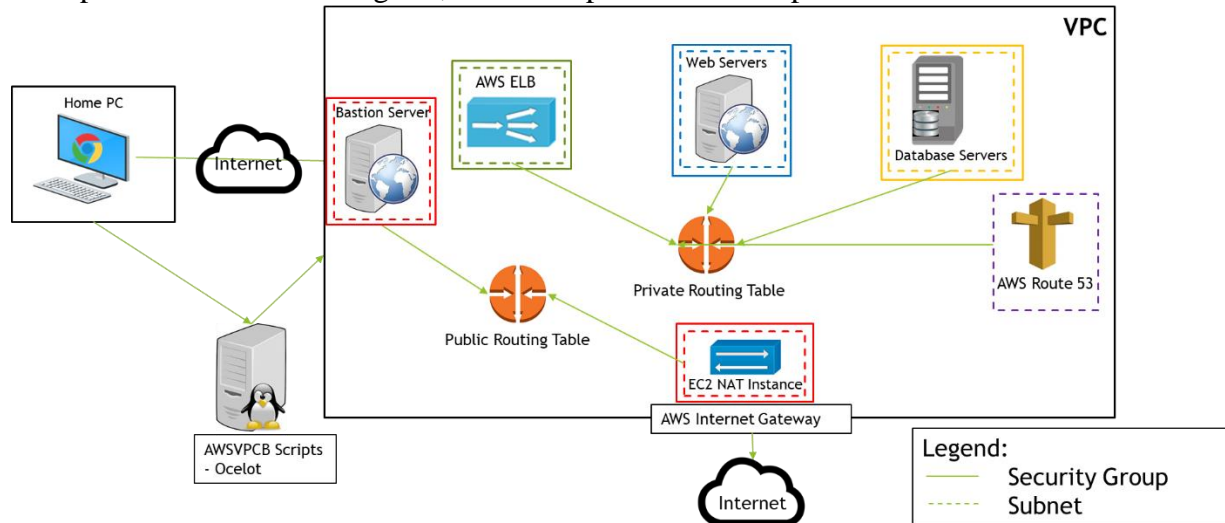 VPC
Home PC
Internet
Bastion Server
AWS ELB
Web Servers
Database Servers
AWS Route 53
Private Routing Table
Public Routing Table
EC2 NAT Instance
AWS Internet Gateway
Internet
AWSVPCB Scripts
- Ocelot
Legend:
Security Group
Subnet